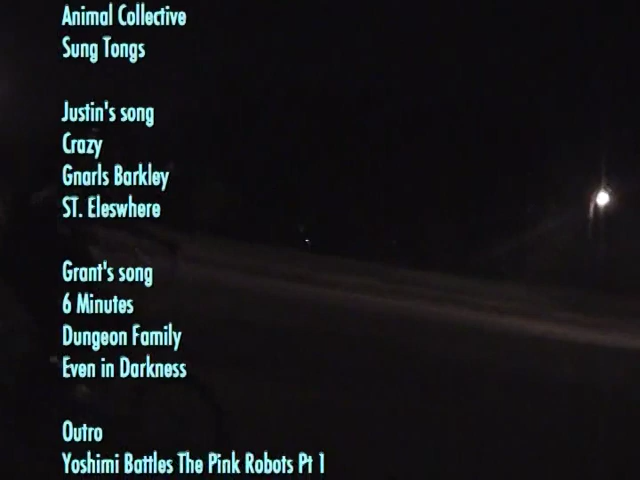 Animal Collective
Sung Tongs
Justin's song
Crazy
Gnarls Barkley
ST. Eleswhere
Grant's song
6 Minutes
Dungeon Family
Even in Darkness
Outro
Yoshimi Battles The Pink Robots Pt 1